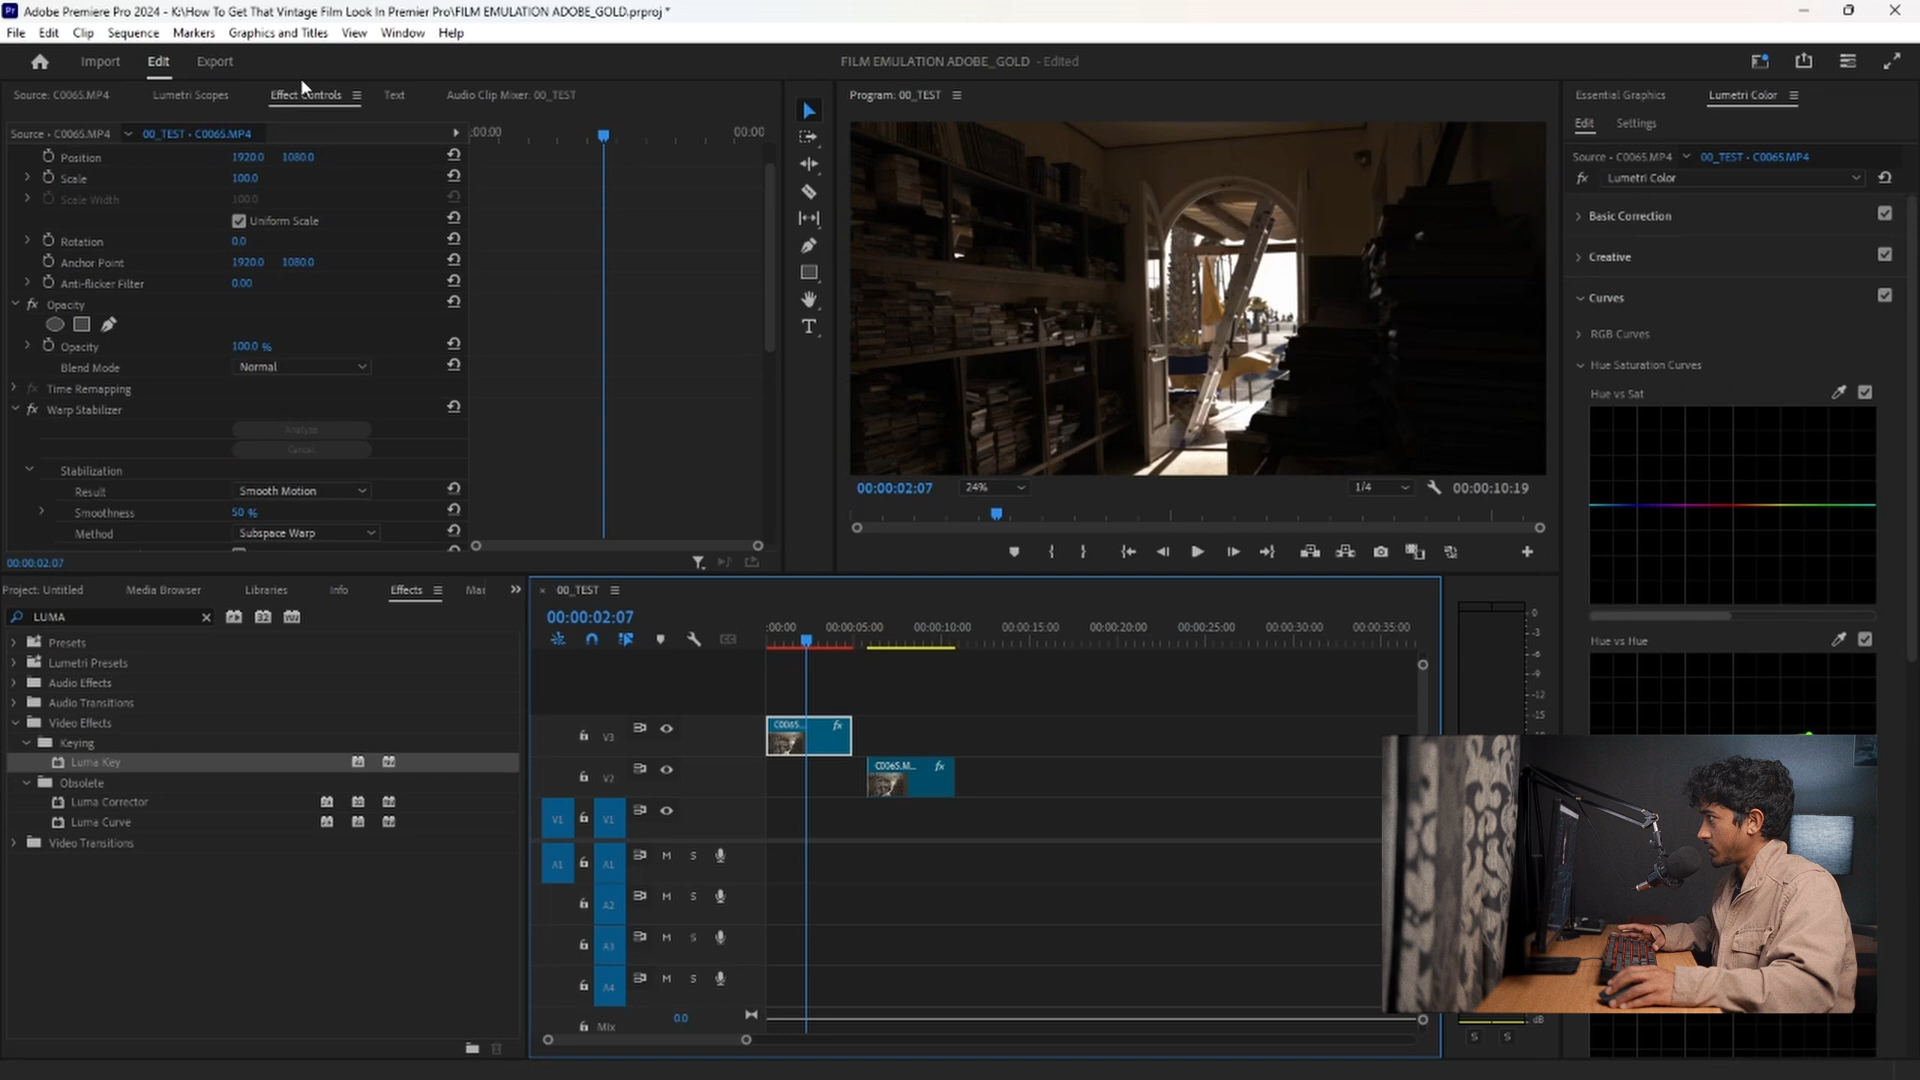 Pr Adobe Premiere Pro 2024 - K:\How To Get That Vintage Film Look In Premier Pro\FILM EMULATION ADOBE_GOLD.prproj *
File Edit Clip Sequence Markers Graphics and Titles View Window Help
Import Edit Export
FILM EMULATION ADOBE_GOLD - Edited
Source: C0065.MP4 Lumetri Scopes Effect Controls Text Audio Clip Mixer: 00_TEST
Source • C0065.MP4 00_TEST • C0065.MP4
:00:00 00:00
Position 1920.0 1080.0
Scale 100.0
Scale Width 100.0
Uniform Scale
Rotation 0.0
Anchor Point 1920.0 1080.0
Anti-flicker Filter 0.00
fx Opacity
Opacity 100.0 %
Blend Mode Normal
fx Time Remapping
fx Warp Stabilizer
Analyze
Cancel
Stabilization
Result Smooth Motion
Smoothness 50 %
Method Subspace Warp
00:00:02:07
Program: 00_TEST
00:00:02:07 24% 1/4 00:00:10:19
Essential Graphics Lumetri Color
Edit Settings
Source • C0065.MP4 00_TEST • C0065.MP4
fx Lumetri Color
Basic Correction
Creative
Curves
RGB Curves
Hue Saturation Curves
Hue vs Sat
Hue vs Hue
Project: Untitled Media Browser Libraries Info Effects Mar
LUMA
32
Presets
Lumetri Presets
Audio Effects
Audio Transitions
Video Effects
Keying
Luma Key
Obsolete
Luma Corrector
Luma Curve
Video Transitions
00_TEST
00:00:02:07
:00:00 00:00:05:00 00:00:10:00 00:00:15:00 00:00:20:00 00:00:25:00 00:00:30:00 00:00:35:00
V3
C0065... fx
V2
C0065.M... fx
V1 V1
A1 A1 M S
A2 M S
A3 M S
A4 M S
Mix 0.0
0
-3
-6
-9
-12
-15
dB
S S